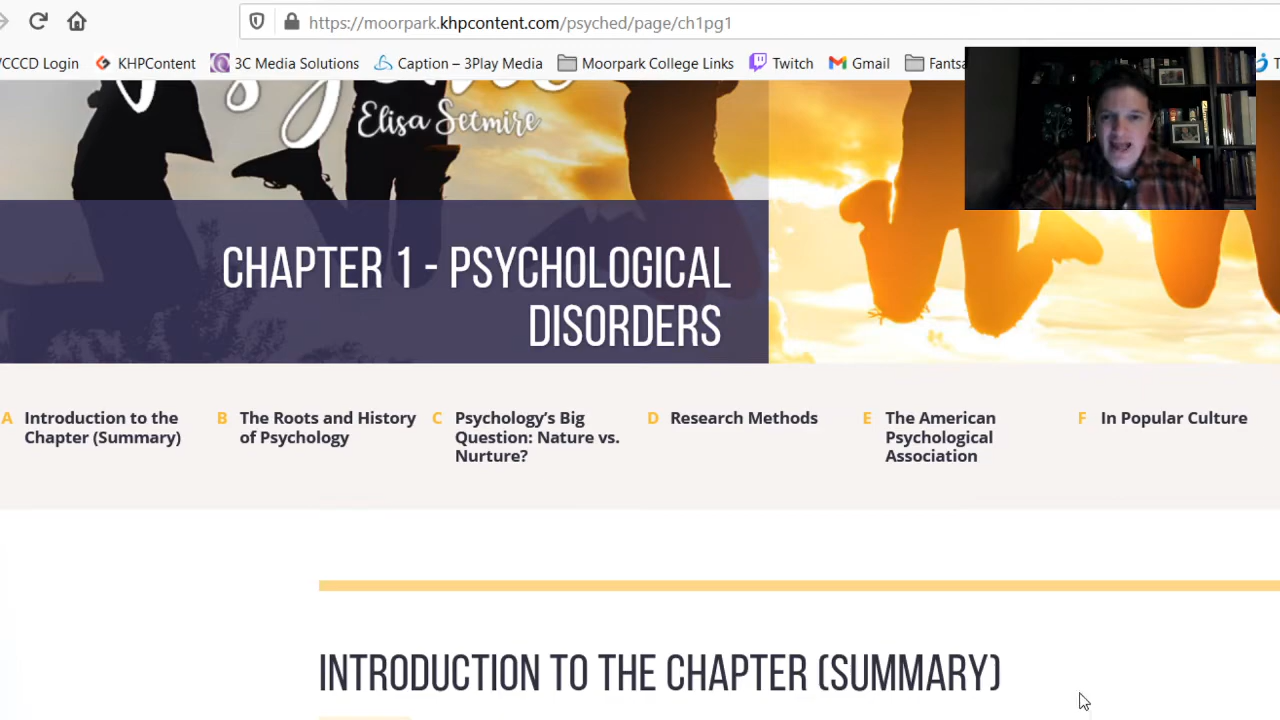 https://moorpark.khpcontent.com/psyched/page/ch1pg1
CCCD Login KHPContent 3C Media Solutions Caption – 3Play Media Moorpark College Links Twitch Gmail Fantsa
Elisa Setmire
CHAPTER 1 - PSYCHOLOGICAL
DISORDERS
A Introduction to the
Chapter (Summary)
B The Roots and History
of Psychology
C Psychology’s Big
Question: Nature vs.
Nurture?
D Research Methods
E The American
Psychological
Association
F In Popular Culture
INTRODUCTION TO THE CHAPTER (SUMMARY)